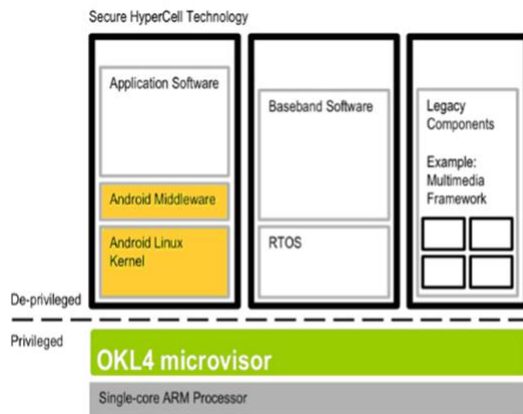 Secure HyperCell Technology
Application Software
Android Middleware
Android Linux
Kernel
Baseband Software
RTOS
Legacy
Components
Example:
Multimedia
Framework
De-privileged
Privileged
OKL4 microvisor
Single-core ARM Processor